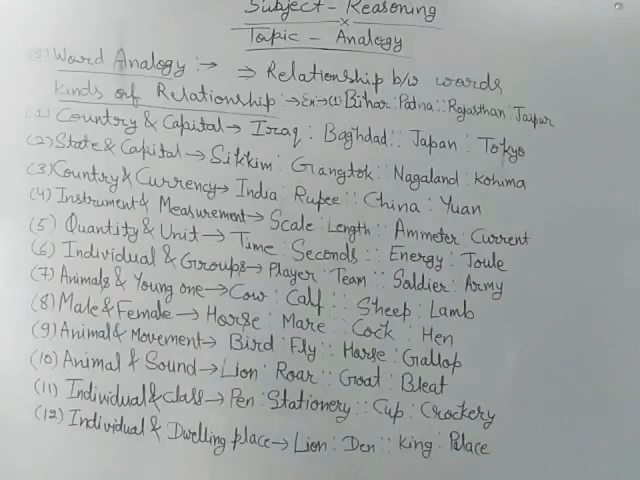 Subject - Reasoning
×
Topic - Analogy
(1) Word Analogy :→ ⇒ Relationship b/w words
Kinds of Relationship :→ Ex → (1) Bihar : Patna :: Rajasthan : Jaipur
(1) Country & Capital → Iraq : Baghdad :: Japan : Tokyo
(2) State & Capital → Sikkim : Gangtok :: Nagaland : Kohima
(3) Country & Currency → India : Rupee :: China : Yuan
(4) Instrument & Measurement → Scale : Length :: Ammeter : Current
(5) Quantity & Unit → Time : Seconds :: Energy : Joule
(6) Individual & Groups → Player : Team :: Saldier : Army
(7) Animals & Young one → Cow : Calf :: Sheep : Lamb
(8) Male & Female → Horse : Mare :: Cock : Hen
(9) Animal & Movement → Bird : Fly :: Horse : Gallop
(10) Animal & Sound → Lion : Roar :: Goat : Bleat
(11) Individual & class → Pen : Stationery :: Cup : Crockery
(12) Individual & Dwelling place → Lion : Den :: King : Palace